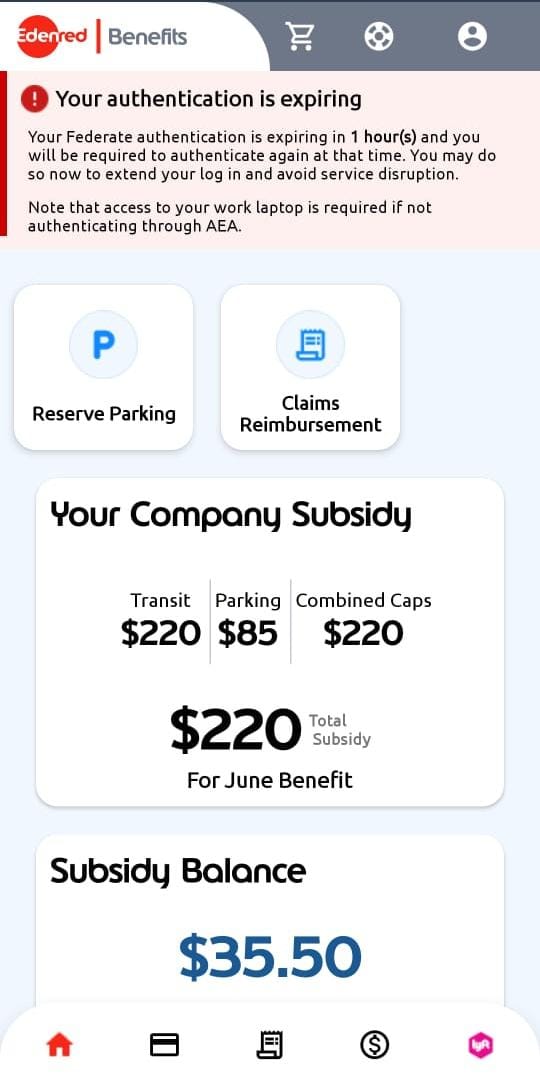 Edenred | Benefits
Your authentication is expiring
Your Federate authentication is expiring in 1 hour(s) and you
will be required to authenticate again at that time. You may do
so now to extend your log in and avoid service disruption.
Note that access to your work laptop is required if not
authenticating through AEA.
P
Reserve Parking
Claims
Reimbursement
Your Company Subsidy
Transit
Parking
Combined Caps
$220
$85
$220
$220 Total
Subsidy
For June Benefit
Subsidy Balance
$35.50
lyft